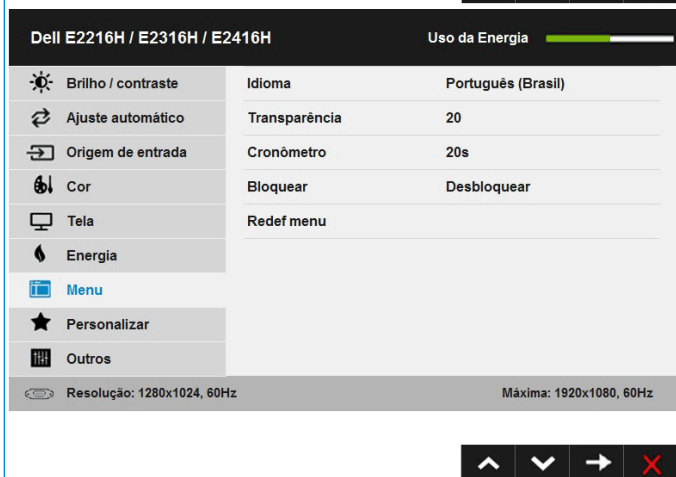 Dell E2216H / E2316H / E2416H Uso da Energia
Brilho / contraste Idioma Português (Brasil)
Ajuste automático Transparência 20
Origem de entrada Cronômetro 20s
Cor Bloquear Desbloquear
Tela Redef menu
Energia
Menu
Personalizar
Outros
Resolução: 1280x1024, 60Hz Máxima: 1920x1080, 60Hz